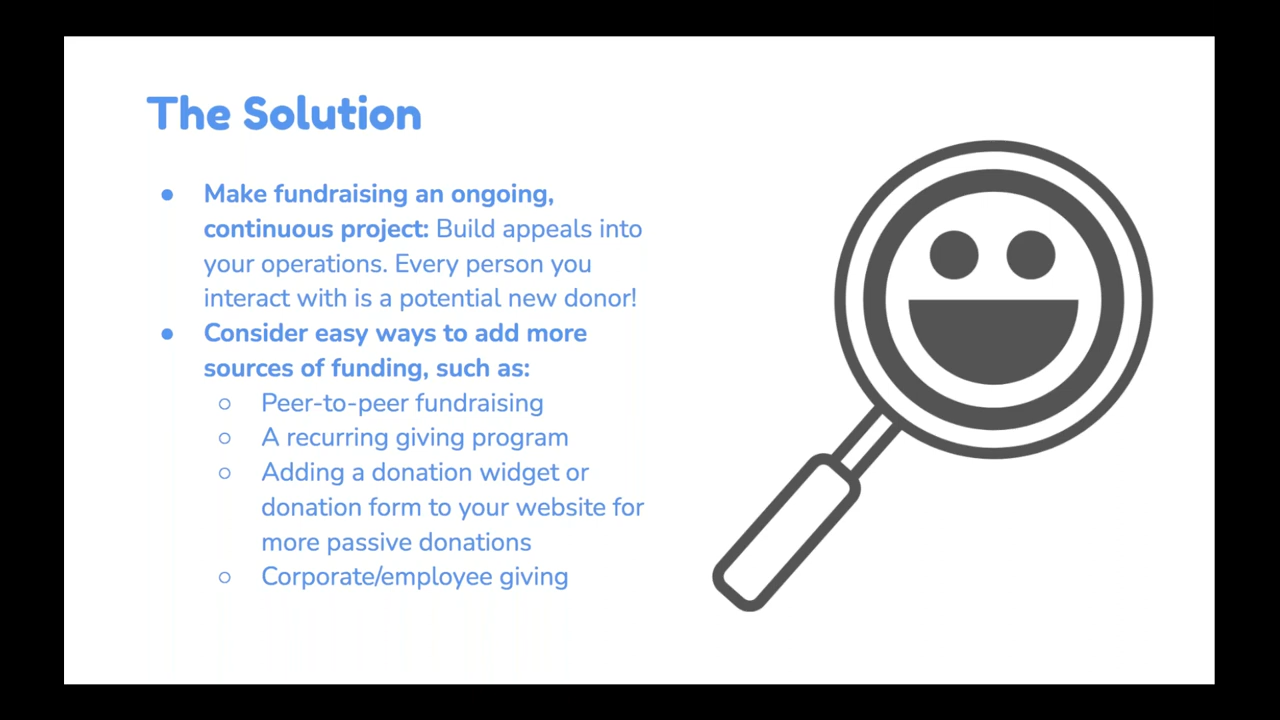 The Solution
● Make fundraising an ongoing,
continuous project: Build appeals into
your operations. Every person you
interact with is a potential new donor!
● Consider easy ways to add more
sources of funding, such as:
○ Peer-to-peer fundraising
○ A recurring giving program
○ Adding a donation widget or
donation form to your website for
more passive donations
○ Corporate/employee giving